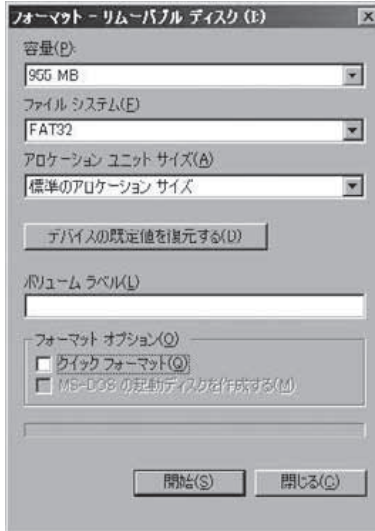 フォーマット - リムーバブル ディスク (I:)
容量(P):
955 MB
ファイル システム(F)
FAT32
アロケーション ユニット サイズ(A)
標準のアロケーション サイズ
デバイスの既定値を復元する(D)
ボリューム ラベル(L)
フォーマット オプション(O)
クイック フォーマット(Q)
MS-DOS の起動ディスクを作成する(M)
開始(S)
閉じる(C)